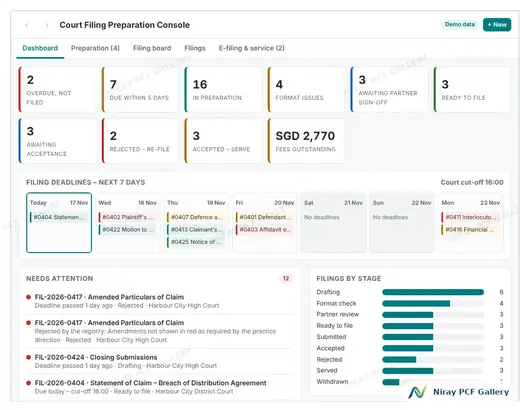 Court Filing Preparation Console
Demo data
+ New
Dashboard
Preparation (4)
Filing board
Filings
E-filing & service (2)
2
OVERDUE, NOT
FILED
7
DUE WITHIN 5 DAYS
16
IN PREPARATION
4
FORMAT ISSUES
3
AWAITING PARTNER
SIGN-OFF
3
READY TO FILE
3
AWAITING
ACCEPTANCE
2
REJECTED – RE-FILE
3
ACCEPTED – SERVE
SGD 2,770
FEES OUTSTANDING
FILING DEADLINES – NEXT 7 DAYS
Court cut-off 16:00
Today 17 Nov
#0404 Statemen...
Wed 18 Nov
#0402 Plaintiff's ...
#0422 Motion to ...
Thu 19 Nov
#0407 Defence a...
#0413 Claimant's...
#0425 Notice of ...
Fri 20 Nov
#0401 Defendant...
#0403 Affidavit o...
Sat 21 Nov
No deadlines
Sun 22 Nov
No deadlines
Mon 23 Nov
#0411 Interlocuto...
#0416 Financial ...
NEEDS ATTENTION
12
FIL-2026-0417 · Amended Particulars of Claim
Deadline passed 1 day ago · Rejected · Harbour City High Court
FIL-2026-0417 · Amended Particulars of Claim
Rejected by the registry: Amendments not shown in red as required by the practice
direction · Rejected · Harbour City High Court
FIL-2026-0424 · Closing Submissions
Deadline passed 1 day ago · Drafting · Harbour City High Court
FIL-2026-0404 · Statement of Claim – Breach of Distribution Agreement
Due today – cut-off 16:00 · Ready to file · Harbour City District Court
FILINGS BY STAGE
Drafting 6
Format check 4
Partner review 3
Ready to file 3
Submitted 3
Accepted 3
Rejected 2
Served 3
Withdrawn 1
Niray PCF Gallery